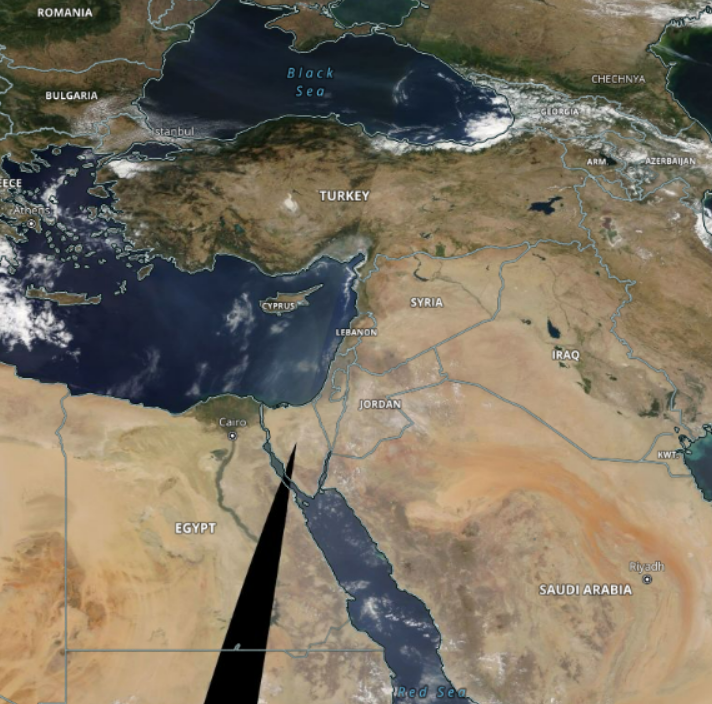 ROMANIA
Black
Sea
CHECHNYA
BULGARIA
GEORGIA
Istanbul
ARM
AZERBAIJAN
ECE
TURKEY
Athens
CYPRUS
SYRIA
LEBANON
IRAQ
JORDAN
Cairo
KWT
EGYPT
Riyadh
SAUDI ARABIA
Red Sea